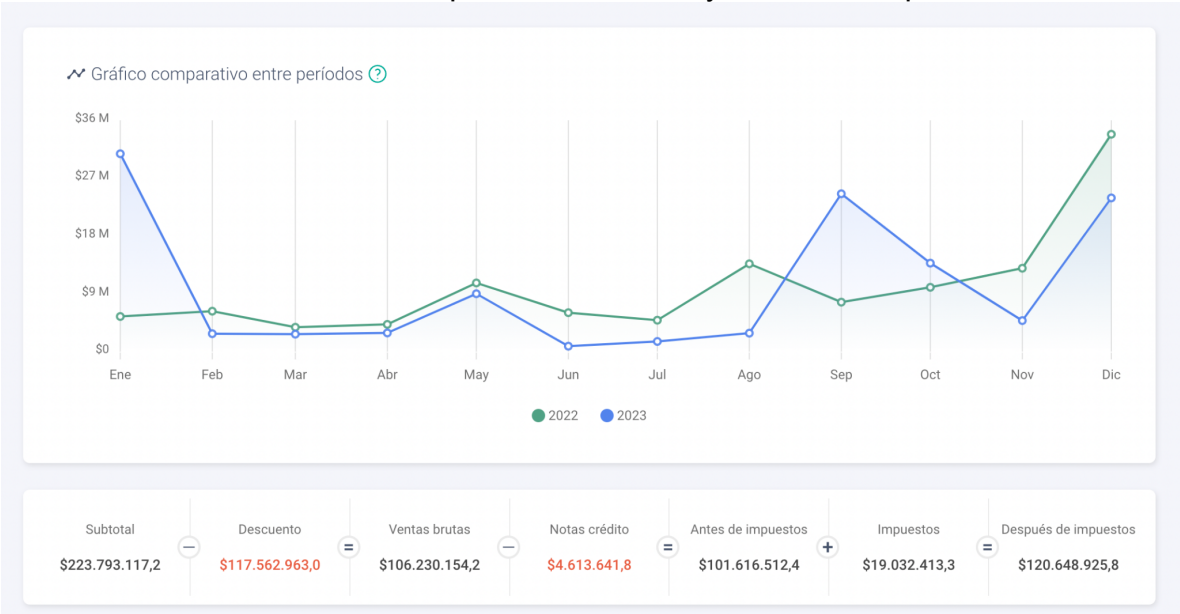 Gráfico comparativo entre períodos ?
$36 M
$27 M
$18 M
$9 M
$0
Ene Feb Mar Abr May Jun Jul Ago Sep Oct Nov Dic
2022 2023
Subtotal Descuento Ventas brutas Notas crédito Antes de impuestos Impuestos Después de impuestos
− = − = + =
$223.793.117,2 $117.562.963,0 $106.230.154,2 $4.613.641,8 $101.616.512,4 $19.032.413,3 $120.648.925,8